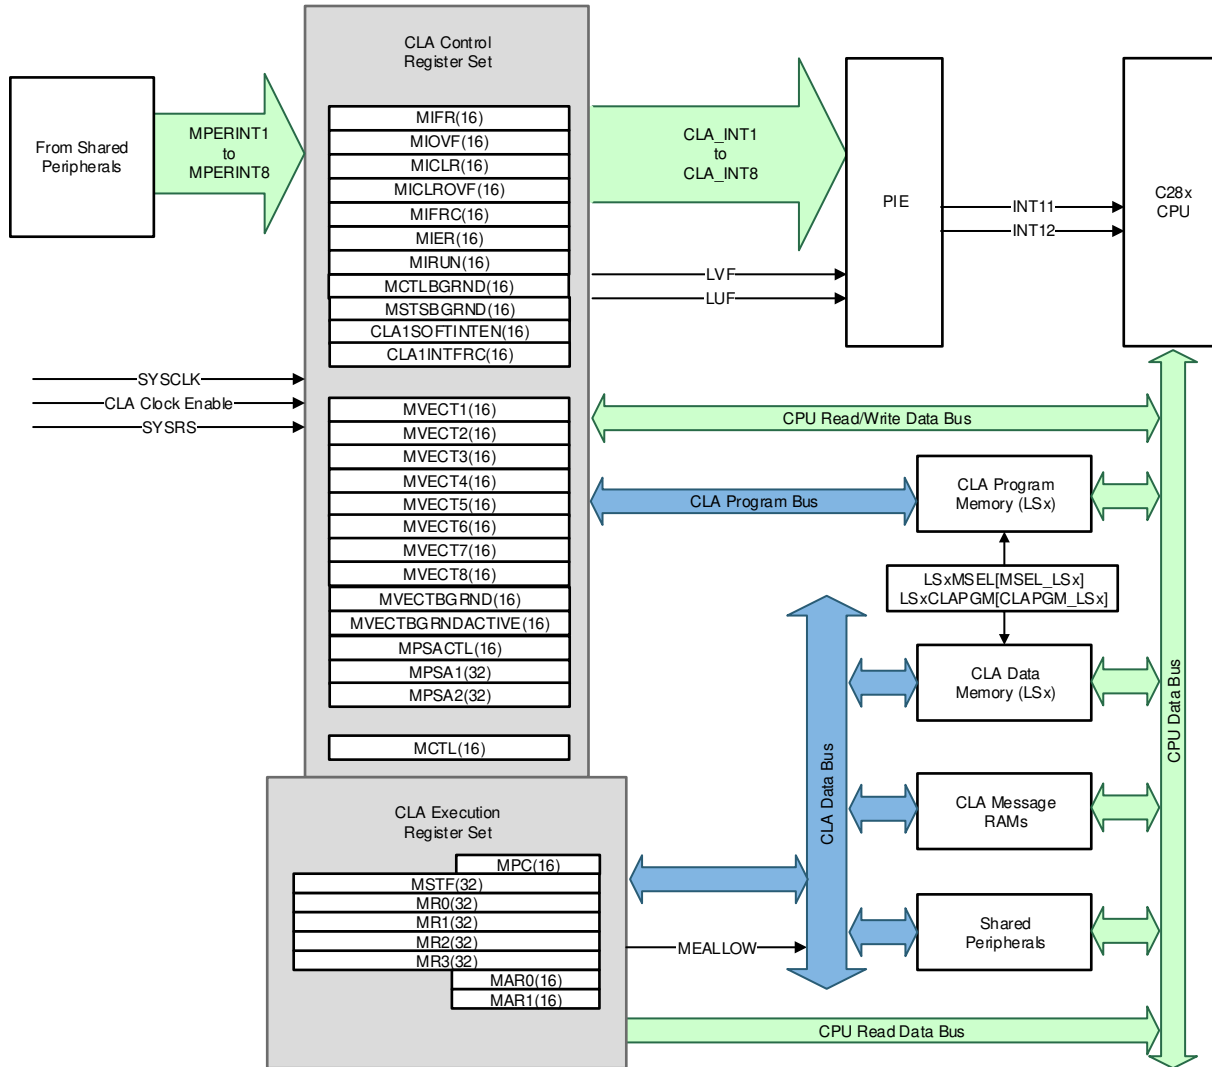 CLA Control
Register Set
From Shared
Peripherals
MPERINT1
to
MPERINT8
MIFR(16)
MIOVF(16)
MICLR(16)
MICLROVF(16)
MIFRC(16)
MIER(16)
MIRUN(16)
MCTLBGRND(16)
MSTSBGRND(16)
CLA1SOFTINTEN(16)
CLA1INTFRC(16)
CLA_INT1
to
CLA_INT8
LVF
LUF
PIE
INT11
INT12
C28x
CPU
SYSCLK
CLA Clock Enable
SYSRS
MVECT1(16)
MVECT2(16)
MVECT3(16)
MVECT4(16)
MVECT5(16)
MVECT6(16)
MVECT7(16)
MVECT8(16)
MVECTBGRND(16)
MVECTBGRNDACTIVE(16)
MPSACTL(16)
MPSA1(32)
MPSA2(32)
MCTL(16)
CPU Read/Write Data Bus
CLA Program Bus
CLA Program
Memory (LSx)
LSxMSEL[MSEL_LSx]
LSxCLAPGM[CLAPGM_LSx]
CLA Data
Memory (LSx)
CLA Data Bus
CPU Data Bus
CLA Message
RAMs
Shared
Peripherals
CLA Execution
Register Set
MPC(16)
MSTF(32)
MR0(32)
MR1(32)
MR2(32)
MR3(32)
MAR0(16)
MAR1(16)
MEALLOW
CPU Read Data Bus